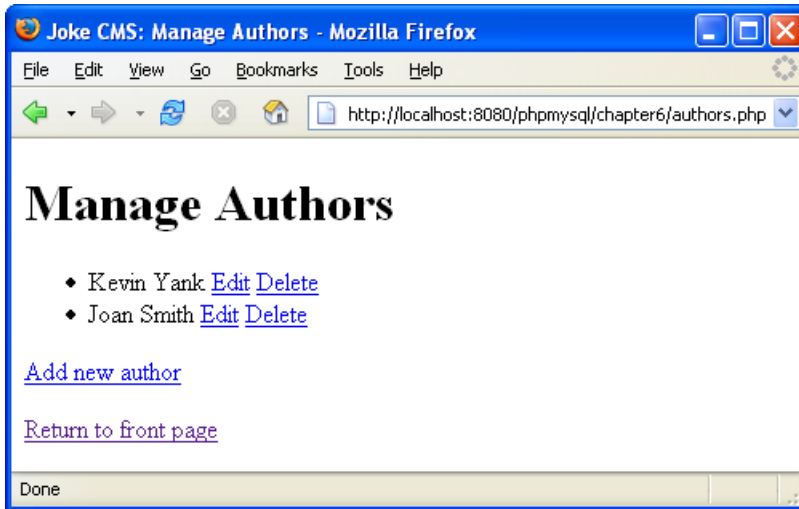 Joke CMS: Manage Authors - Mozilla Firefox
File Edit View Go Bookmarks Tools Help
http://localhost:8080/phpmysql/chapter6/authors.php
Manage Authors
• Kevin Yank Edit Delete
• Joan Smith Edit Delete
Add new author
Return to front page
Done